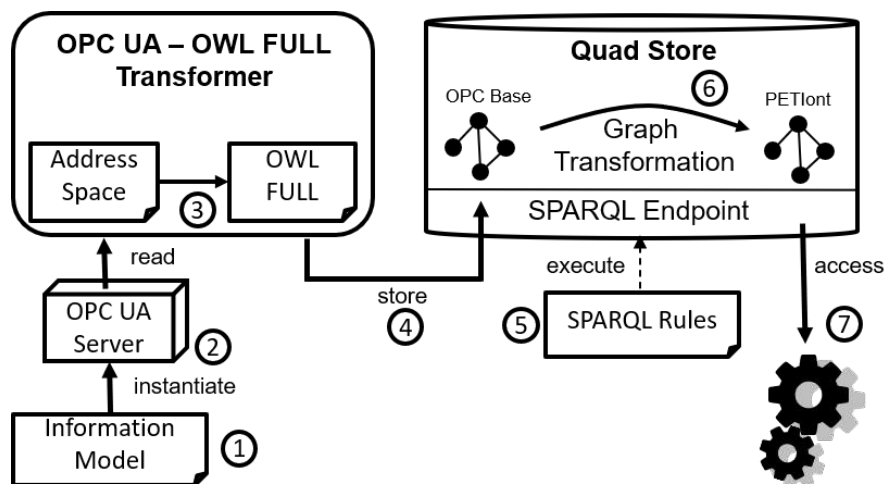 OPC UA – OWL FULL
Transformer
Address
Space
OWL
FULL
③
read
OPC UA
Server
②
instantiate
Information
Model
①
store
④
Quad Store
OPC Base
⑥
PETIont
Graph
Transformation
SPARQL Endpoint
execute
⑤
SPARQL Rules
access
⑦